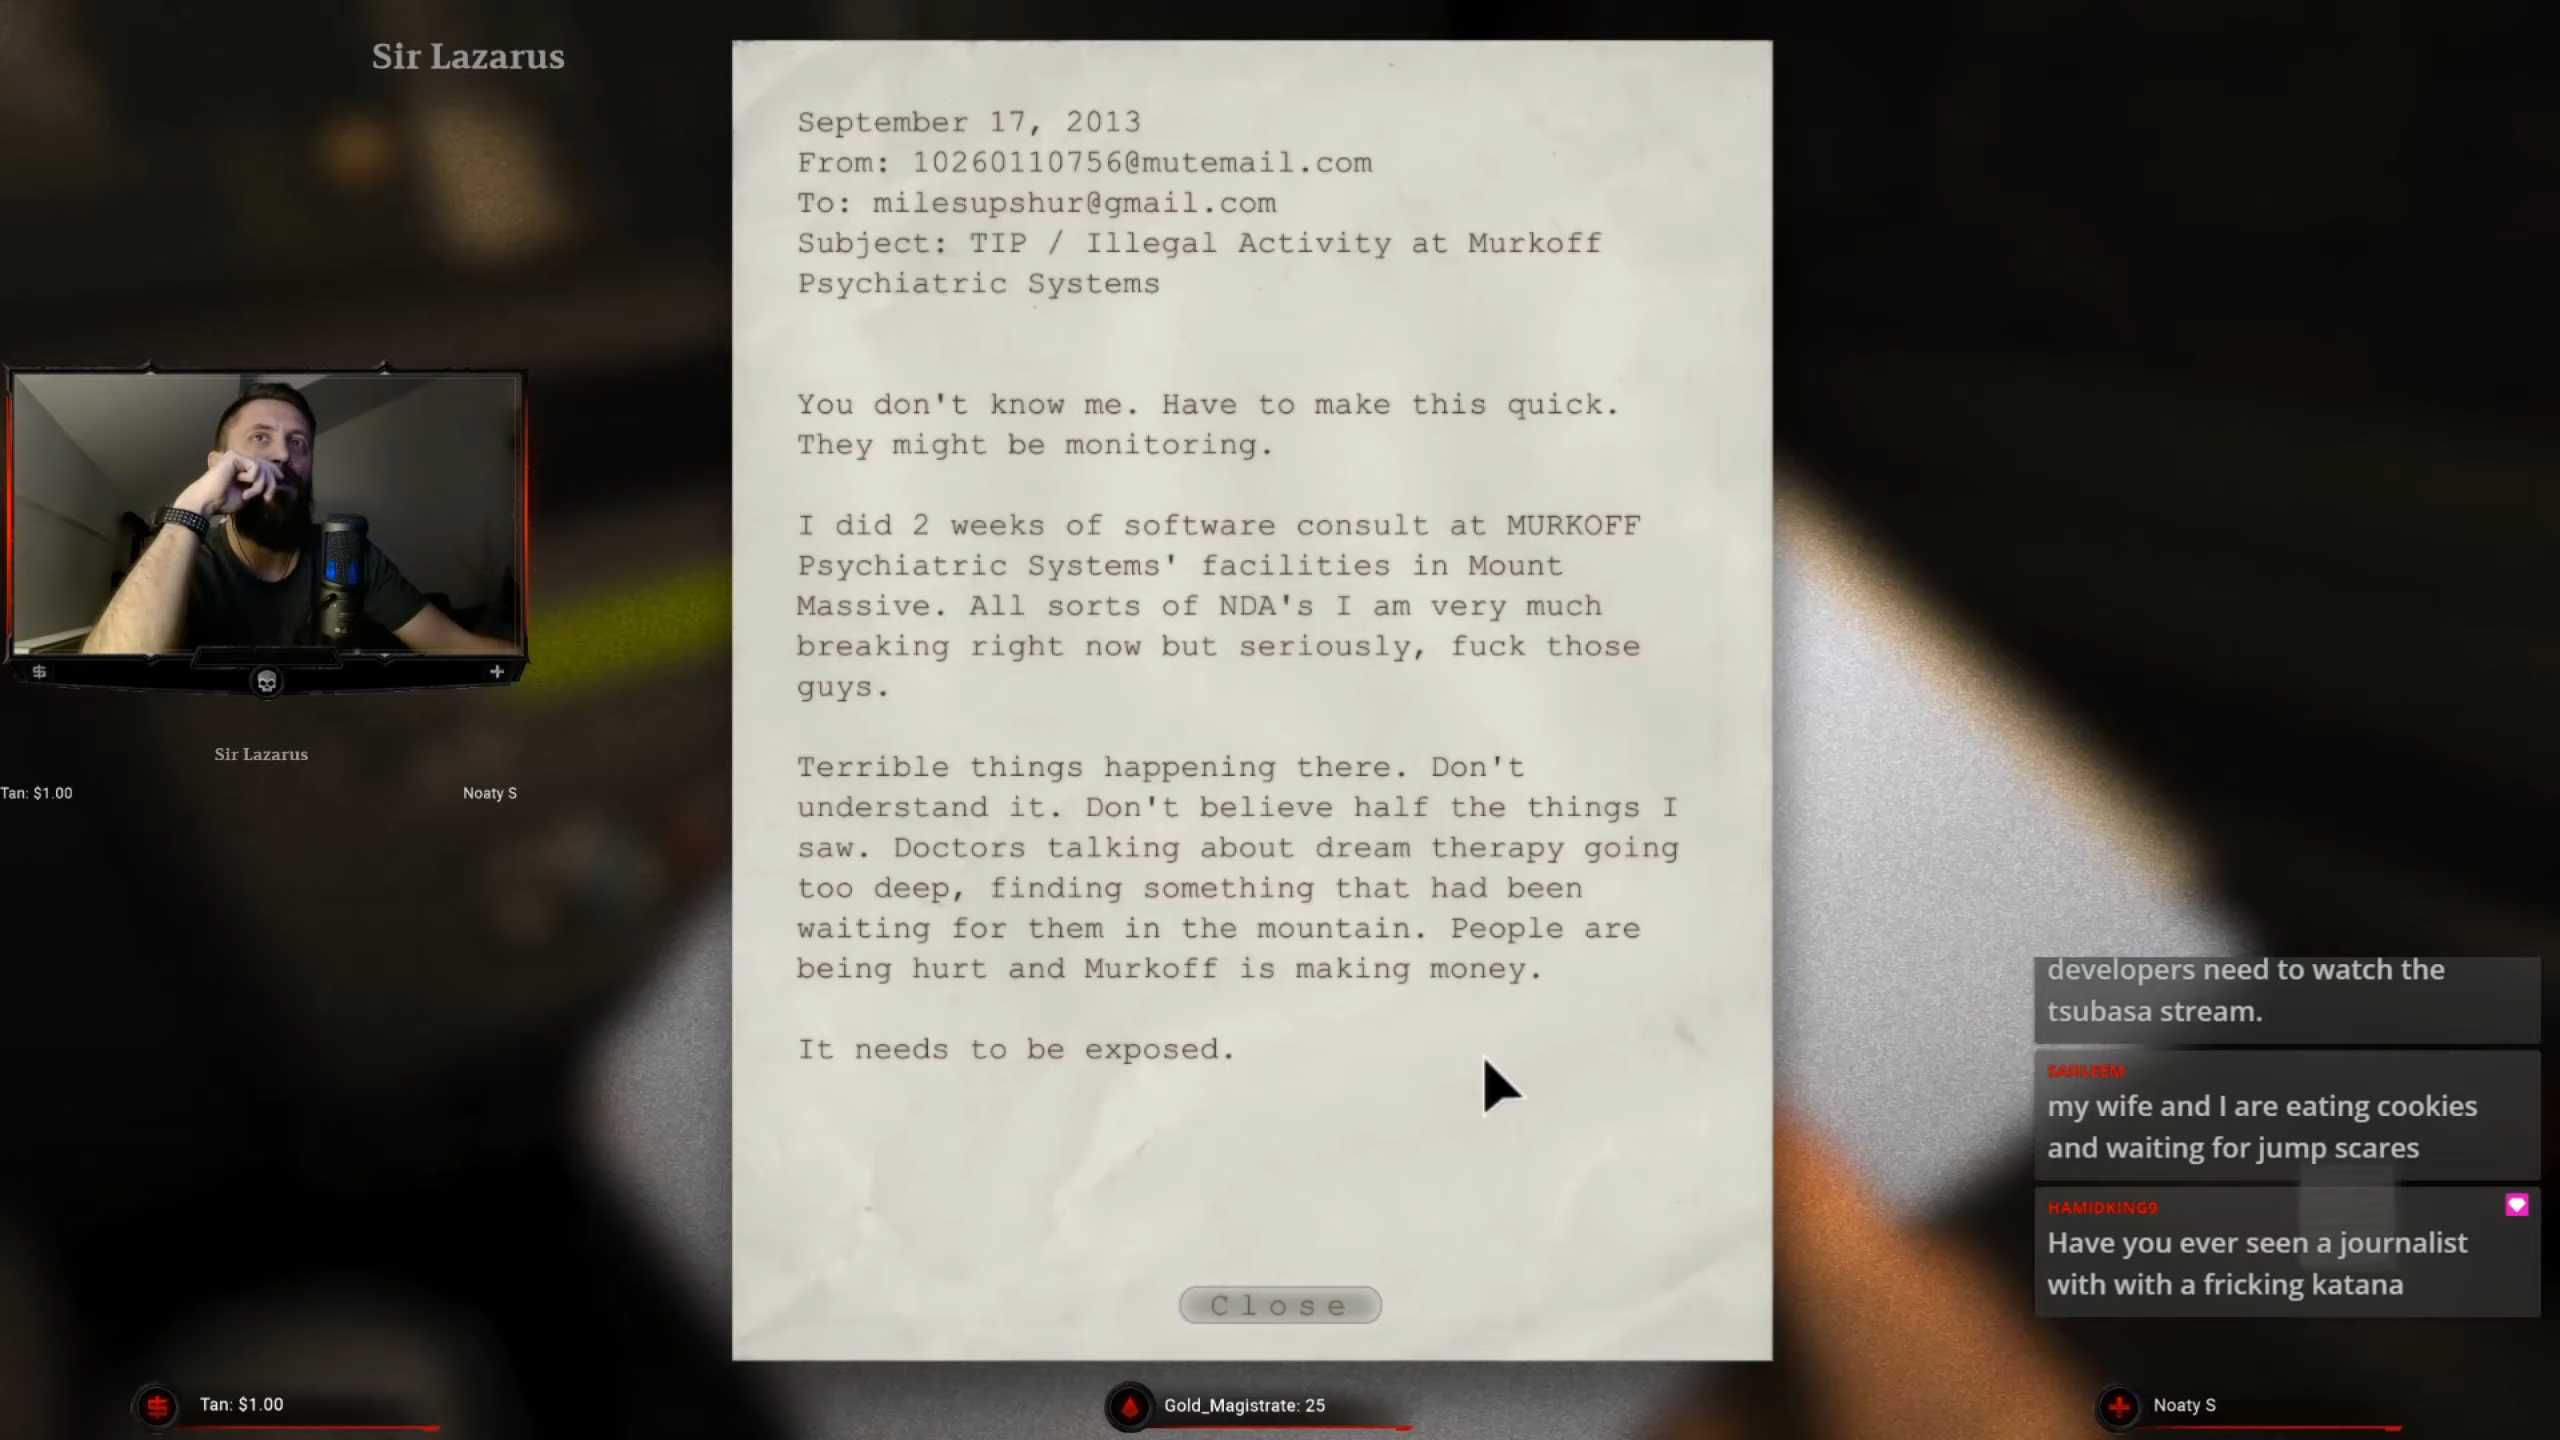 Sir Lazarus
September 17, 2013
From: 10260110756@mutemail.com
To: milesupshur@gmail.com
Subject: TIP / Illegal Activity at Murkoff
Psychiatric Systems
You don't know me. Have to make this quick.
They might be monitoring.
I did 2 weeks of software consult at MURKOFF
Psychiatric Systems' facilities in Mount
Massive. All sorts of NDA's I am very much
breaking right now but seriously, fuck those
guys.
Terrible things happening there. Don't
understand it. Don't believe half the things I
saw. Doctors talking about dream therapy going
too deep, finding something that had been
waiting for them in the mountain. People are
being hurt and Murkoff is making money.
It needs to be exposed.
Close
Sir Lazarus
Tan: $1.00
Noaty S
developers need to watch the
tsubasa stream.
SADLEEM
my wife and I are eating cookies
and waiting for jump scares
HAMIDKING9
Have you ever seen a journalist
with with a fricking katana
Tan: $1.00
Gold_Magistrate: 25
Noaty S